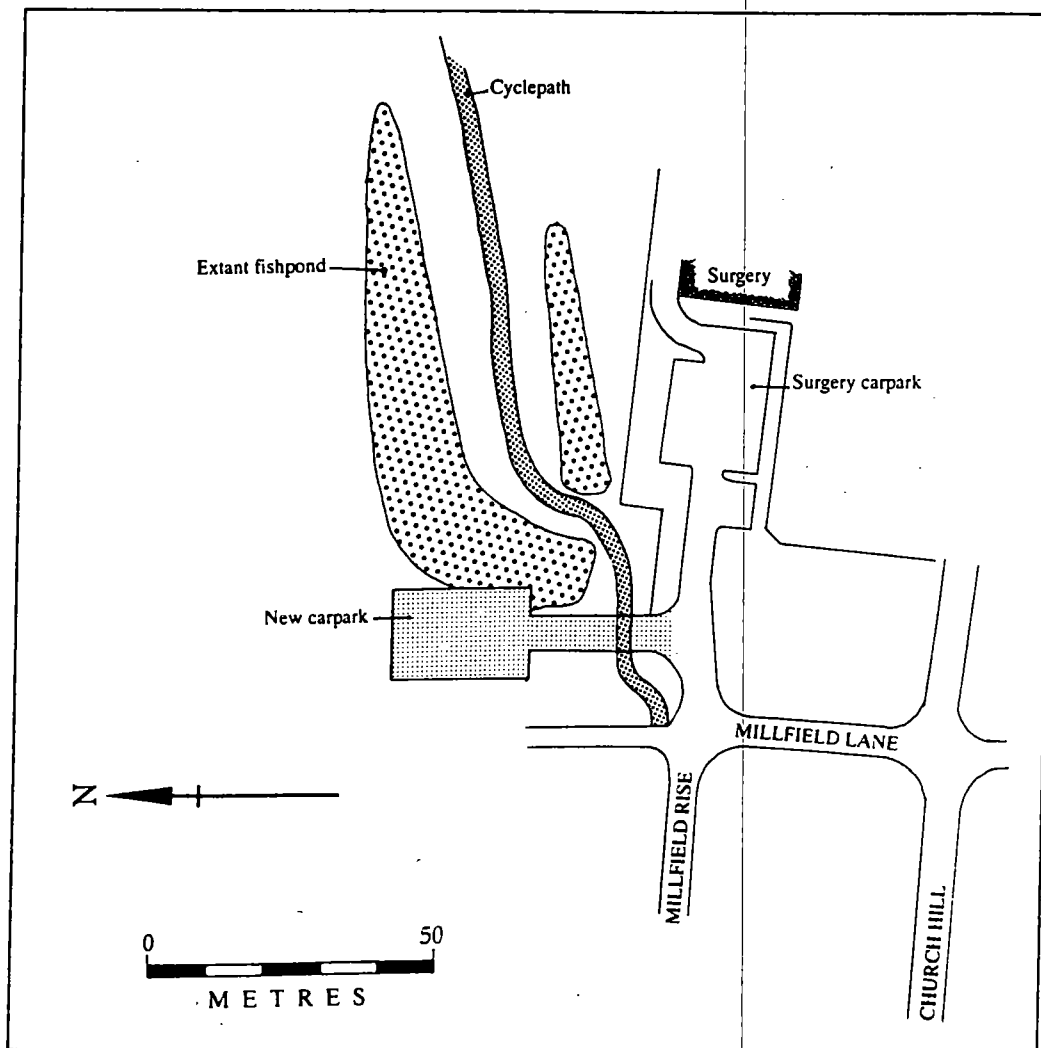 Cyclepath
Extant fishpond
Surgery
Surgery carpark
New carpark
MILLFIELD LANE
N
MILLFIELD RISE
CHURCH HILL
0 50
METRES